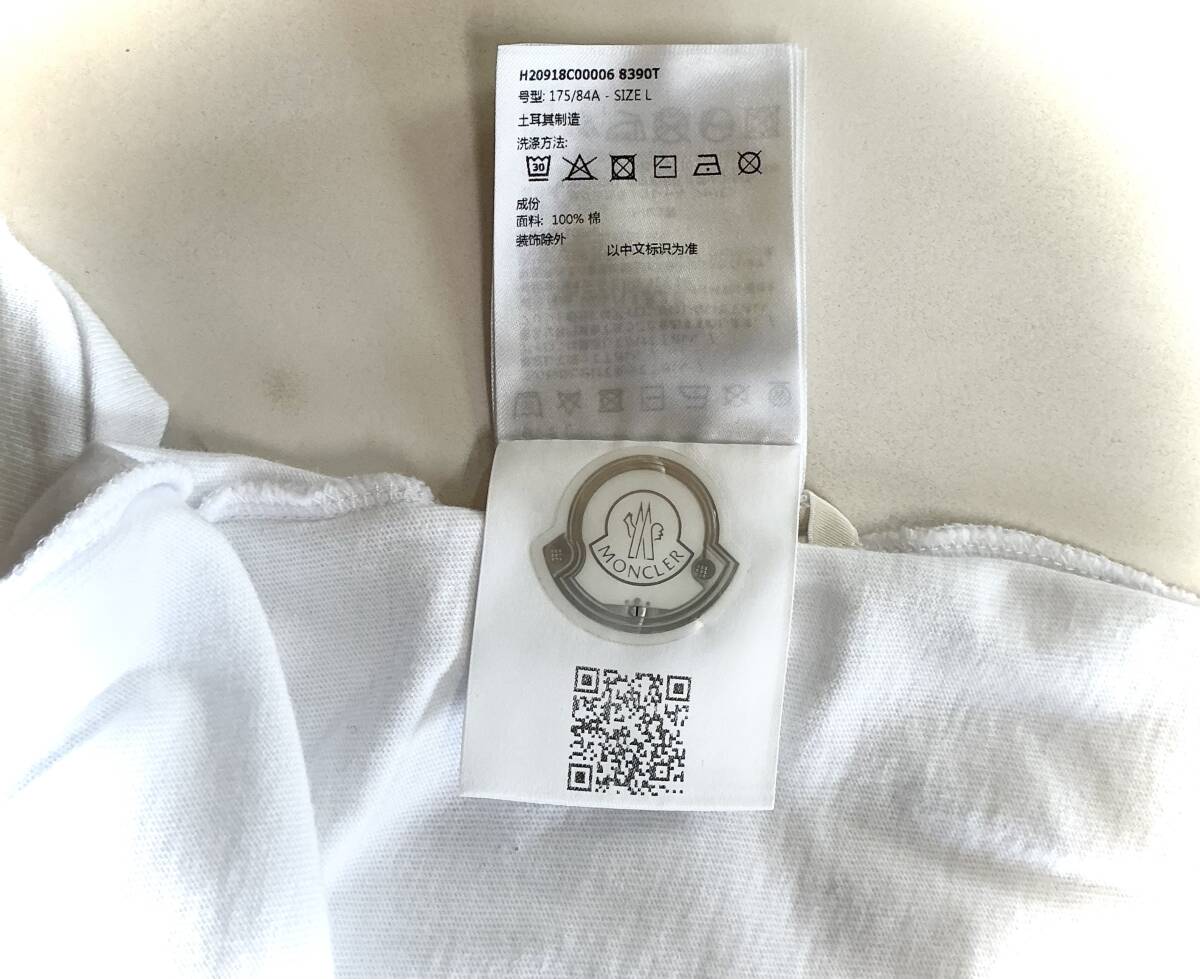 H20918C00006 8390T
号型: 175/84A - SIZE L
土耳其制造
洗涤方法:
30
成份
面料: 100% 棉
装饰除外
以中文标识为准
MONCLER